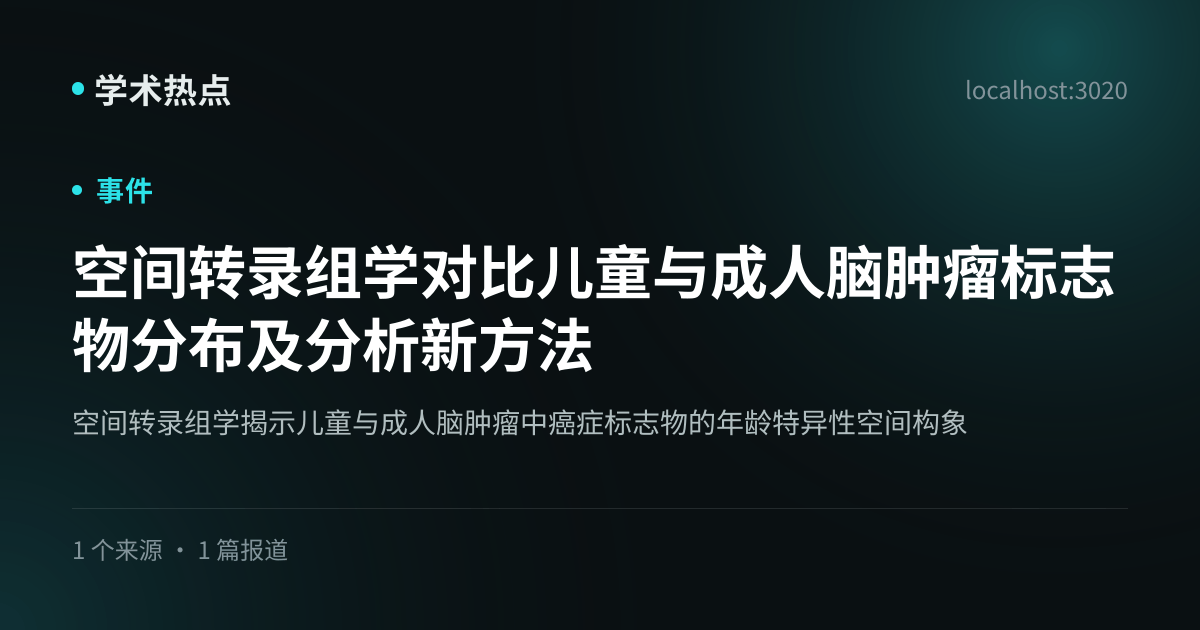 学术热点
localhost:3020
事件
空间转录组学对比儿童与成人脑肿瘤标志
物分布及分析新方法
空间转录组学揭示儿童与成人脑肿瘤中癌症标志物的年龄特异性空间构象
1 个来源 · 1 篇报道